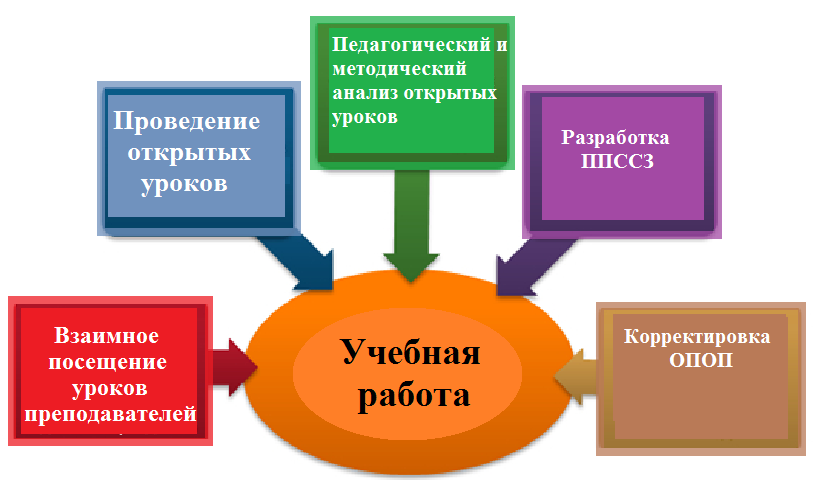 Педагогический и
методический
анализ открытых
уроков
Проведение
открытых
уроков
Разработка
ППССЗ
Взаимное
посещение
уроков
преподавателей
Учебная
работа
Корректировка
ОПОП